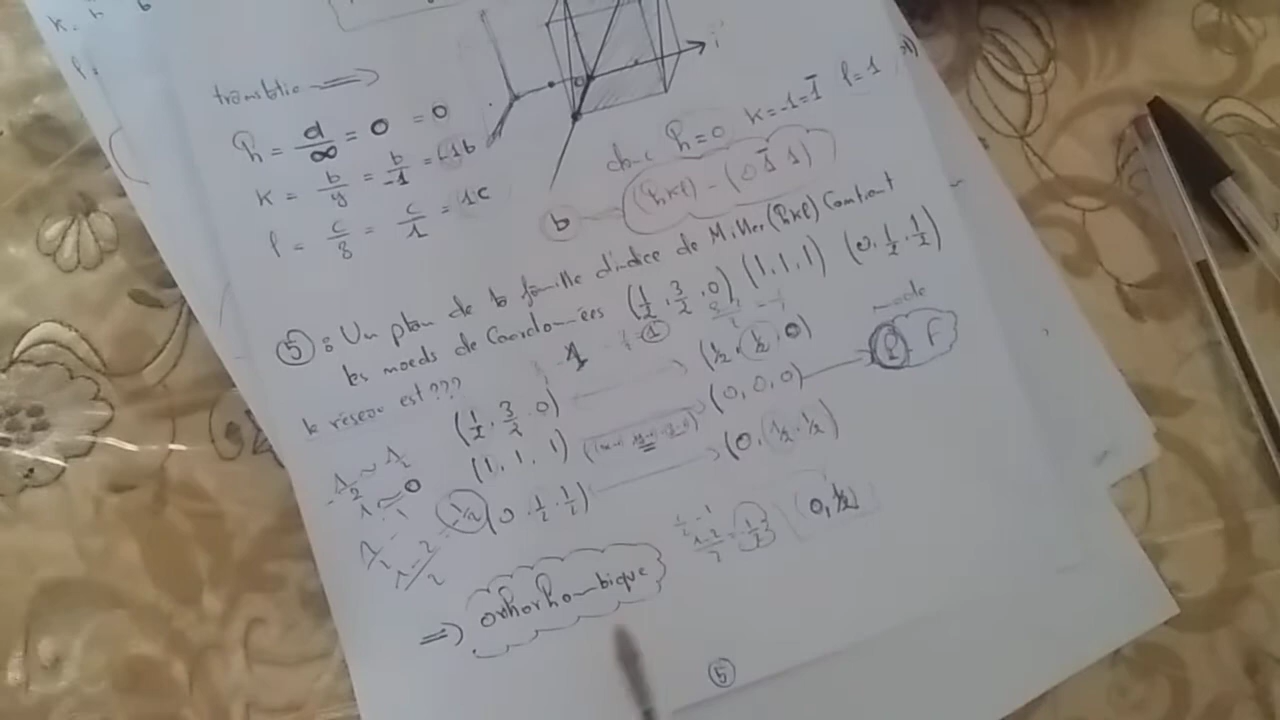 h = a/∞ = 0 = 0
K = b/y = b/-1 = -1b
l = c/z = c/1 = 1c
donc h=0 K=-1=1̄ l=1
b (hkl) - (0 1̄ 1)
⑤: Un plan de la famille d'indice de Miller (hkl) Contient
les nœuds de Coordonnées (1/2, 3/2, 0) (1, 1, 1) (0, 1/2, 1/2)
le réseau est ???
mode
(1/2, 3/2, 0) (1/2, 1/2, 0)
(1, 1, 1) (0, 0, 0) P F
(0, 1/2, 1/2) (0, 1/2, 1/2)
(0, 1/2)
=> orthorhombique
⑤